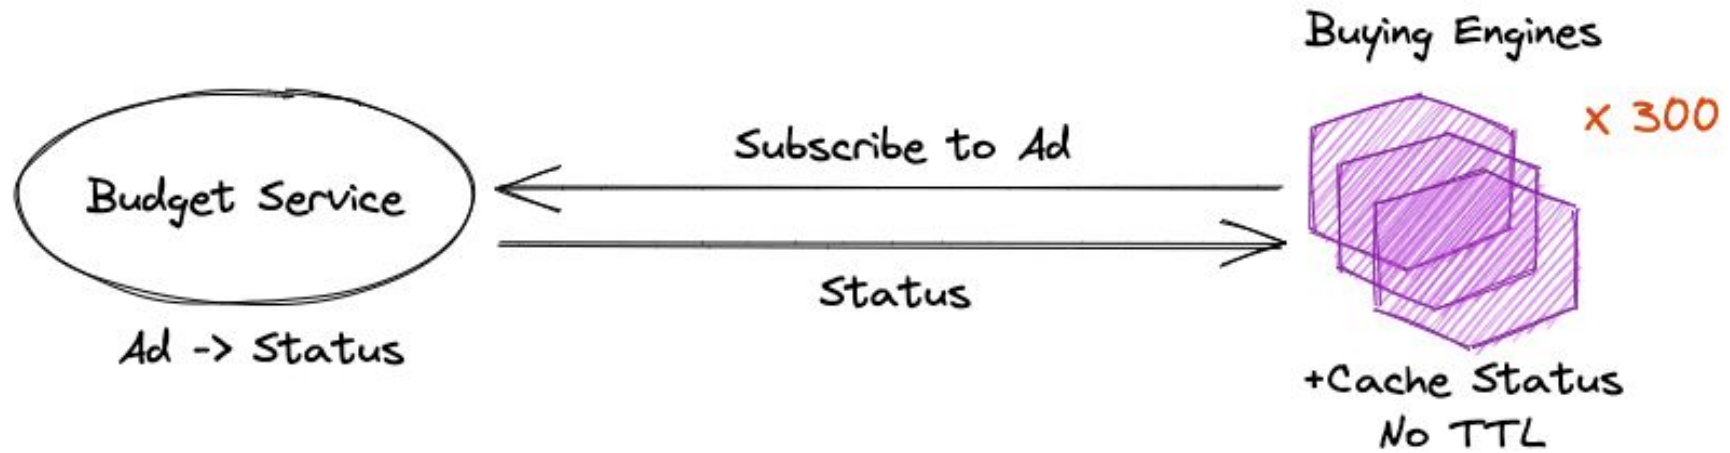 Buying Engines
x 300
Subscribe to Ad
Budget Service
Status
Ad -> Status
+Cache Status
No TTL